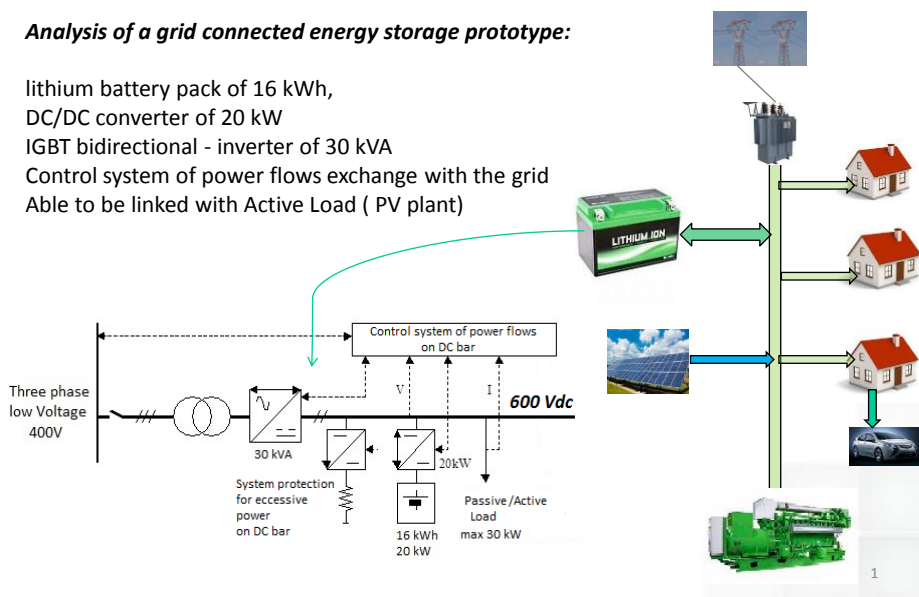 Analysis of a grid connected energy storage prototype:
lithium battery pack of 16 kWh,
DC/DC converter of 20 kW
IGBT bidirectional - inverter of 30 kVA
Control system of power flows exchange with the grid
Able to be linked with Active Load ( PV plant)
LITHIUM ION
Control system of power flows
on DC bar
Three phase
low Voltage
400V
V
I
600 Vdc
30 kVA
20kW
System protection
for eccessive
power
on DC bar
16 kWh
20 kW
Passive/Active
Load
max 30 kW
1